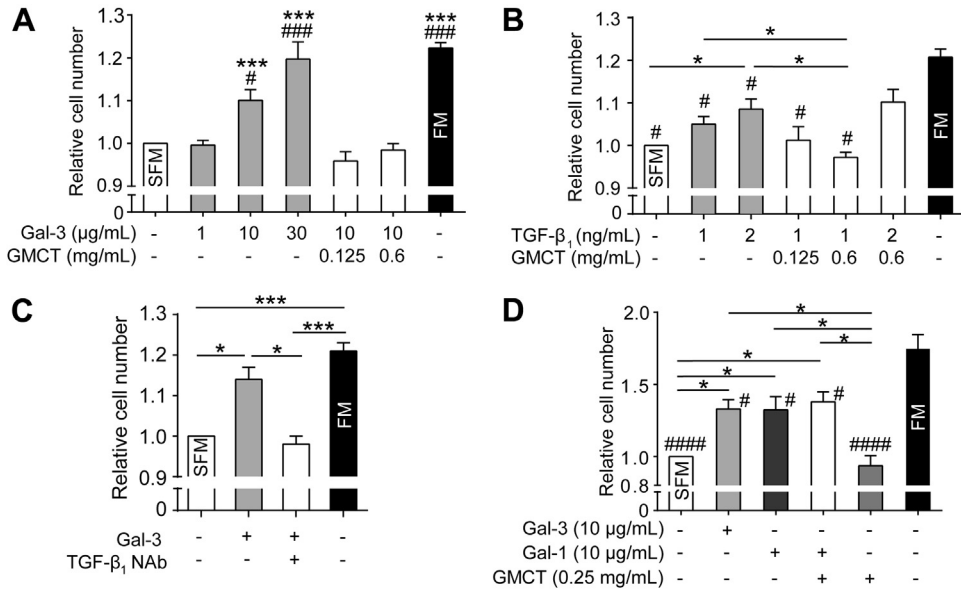 A
Relative cell number
1.3
1.2
1.1
1.0
0.9
0
SFM
***
#
***
###
***
###
FM
Gal-3 (µg/mL) - 1 10 30 10 10 -
GMCT (mg/mL) - - - - 0.125 0.6 -
B
Relative cell number
1.3
1.2
1.1
1.0
0.9
0
*
* *
# # # # #
SFM
FM
TGF-β1 (ng/mL) - 1 2 1 1 2 -
GMCT (mg/mL) - - - 0.125 0.6 0.6 -
C
Relative cell number
1.3
1.2
1.1
1.0
0.9
0
***
***
* *
SFM
FM
Gal-3 - + + -
TGF-β1 NAb - - + -
D
Relative cell number
2.0
1.5
1.0
0.8
0
*
*
*
*
*
*
# # #
#### ####
SFM
FM
Gal-3 (10 µg/mL) - + - - - -
Gal-1 (10 µg/mL) - - + + - -
GMCT (0.25 mg/mL) - - - + + -